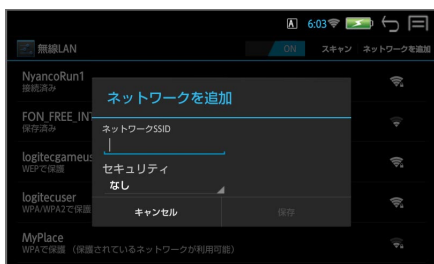 A 6:03
無線LAN
ON スキャン ネットワークを追加
NyancoRun1
接続済み
ネットワークを追加
FON_FREE_IN
保存済み
ネットワークSSID
logitecgameus
WEPで保護
セキュリティ
なし
logitecuser
WPA/WPA2で保護
キャンセル 保存
MyPlace
WPAで保護（保護されているネットワークが利用可能）